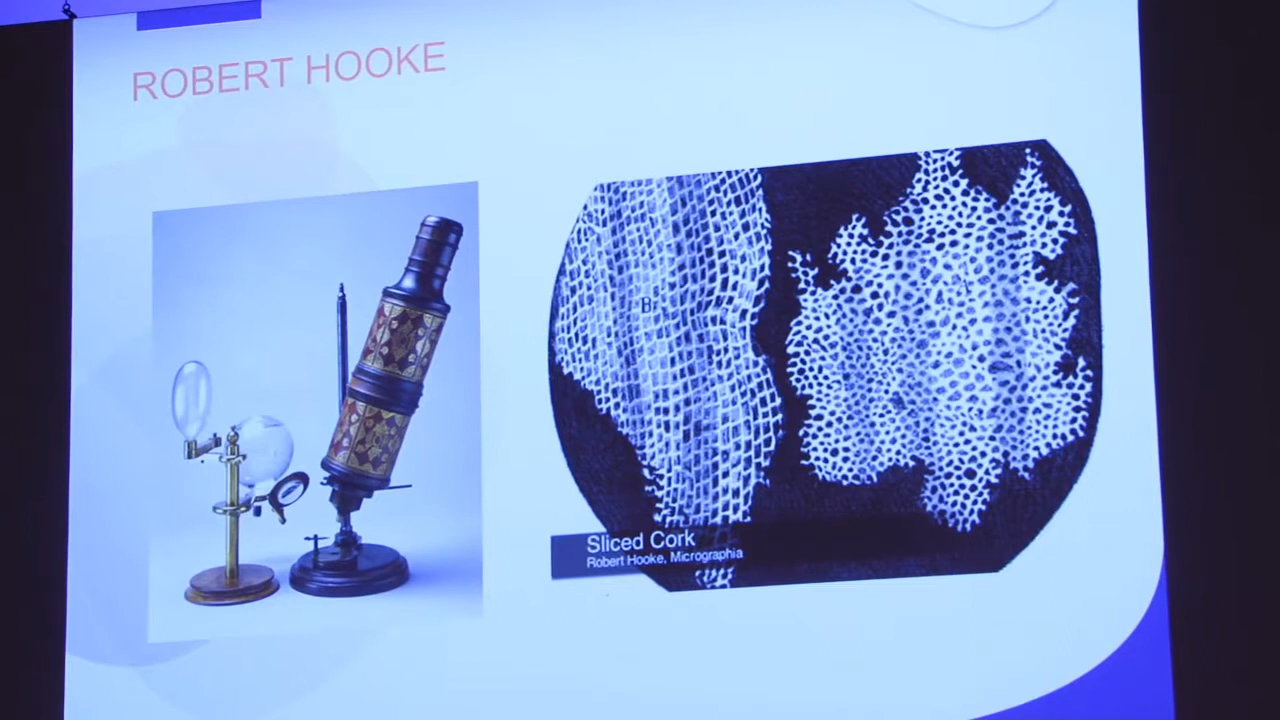 ROBERT HOOKE
B.
A
Sliced Cork
Robert Hooke, Micrographia